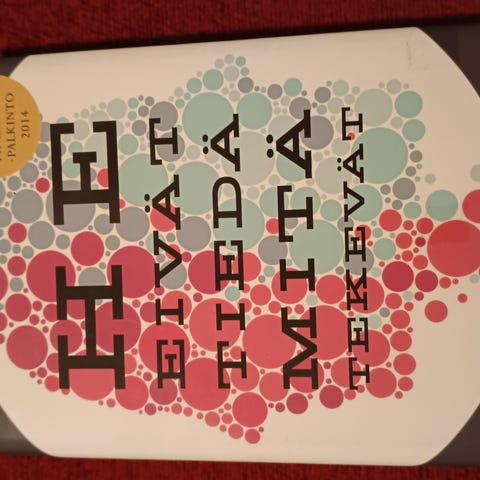 -PALKINTO
2014
HE
EIVÄT
TIEDÄ
MITÄ
TEKEVÄT